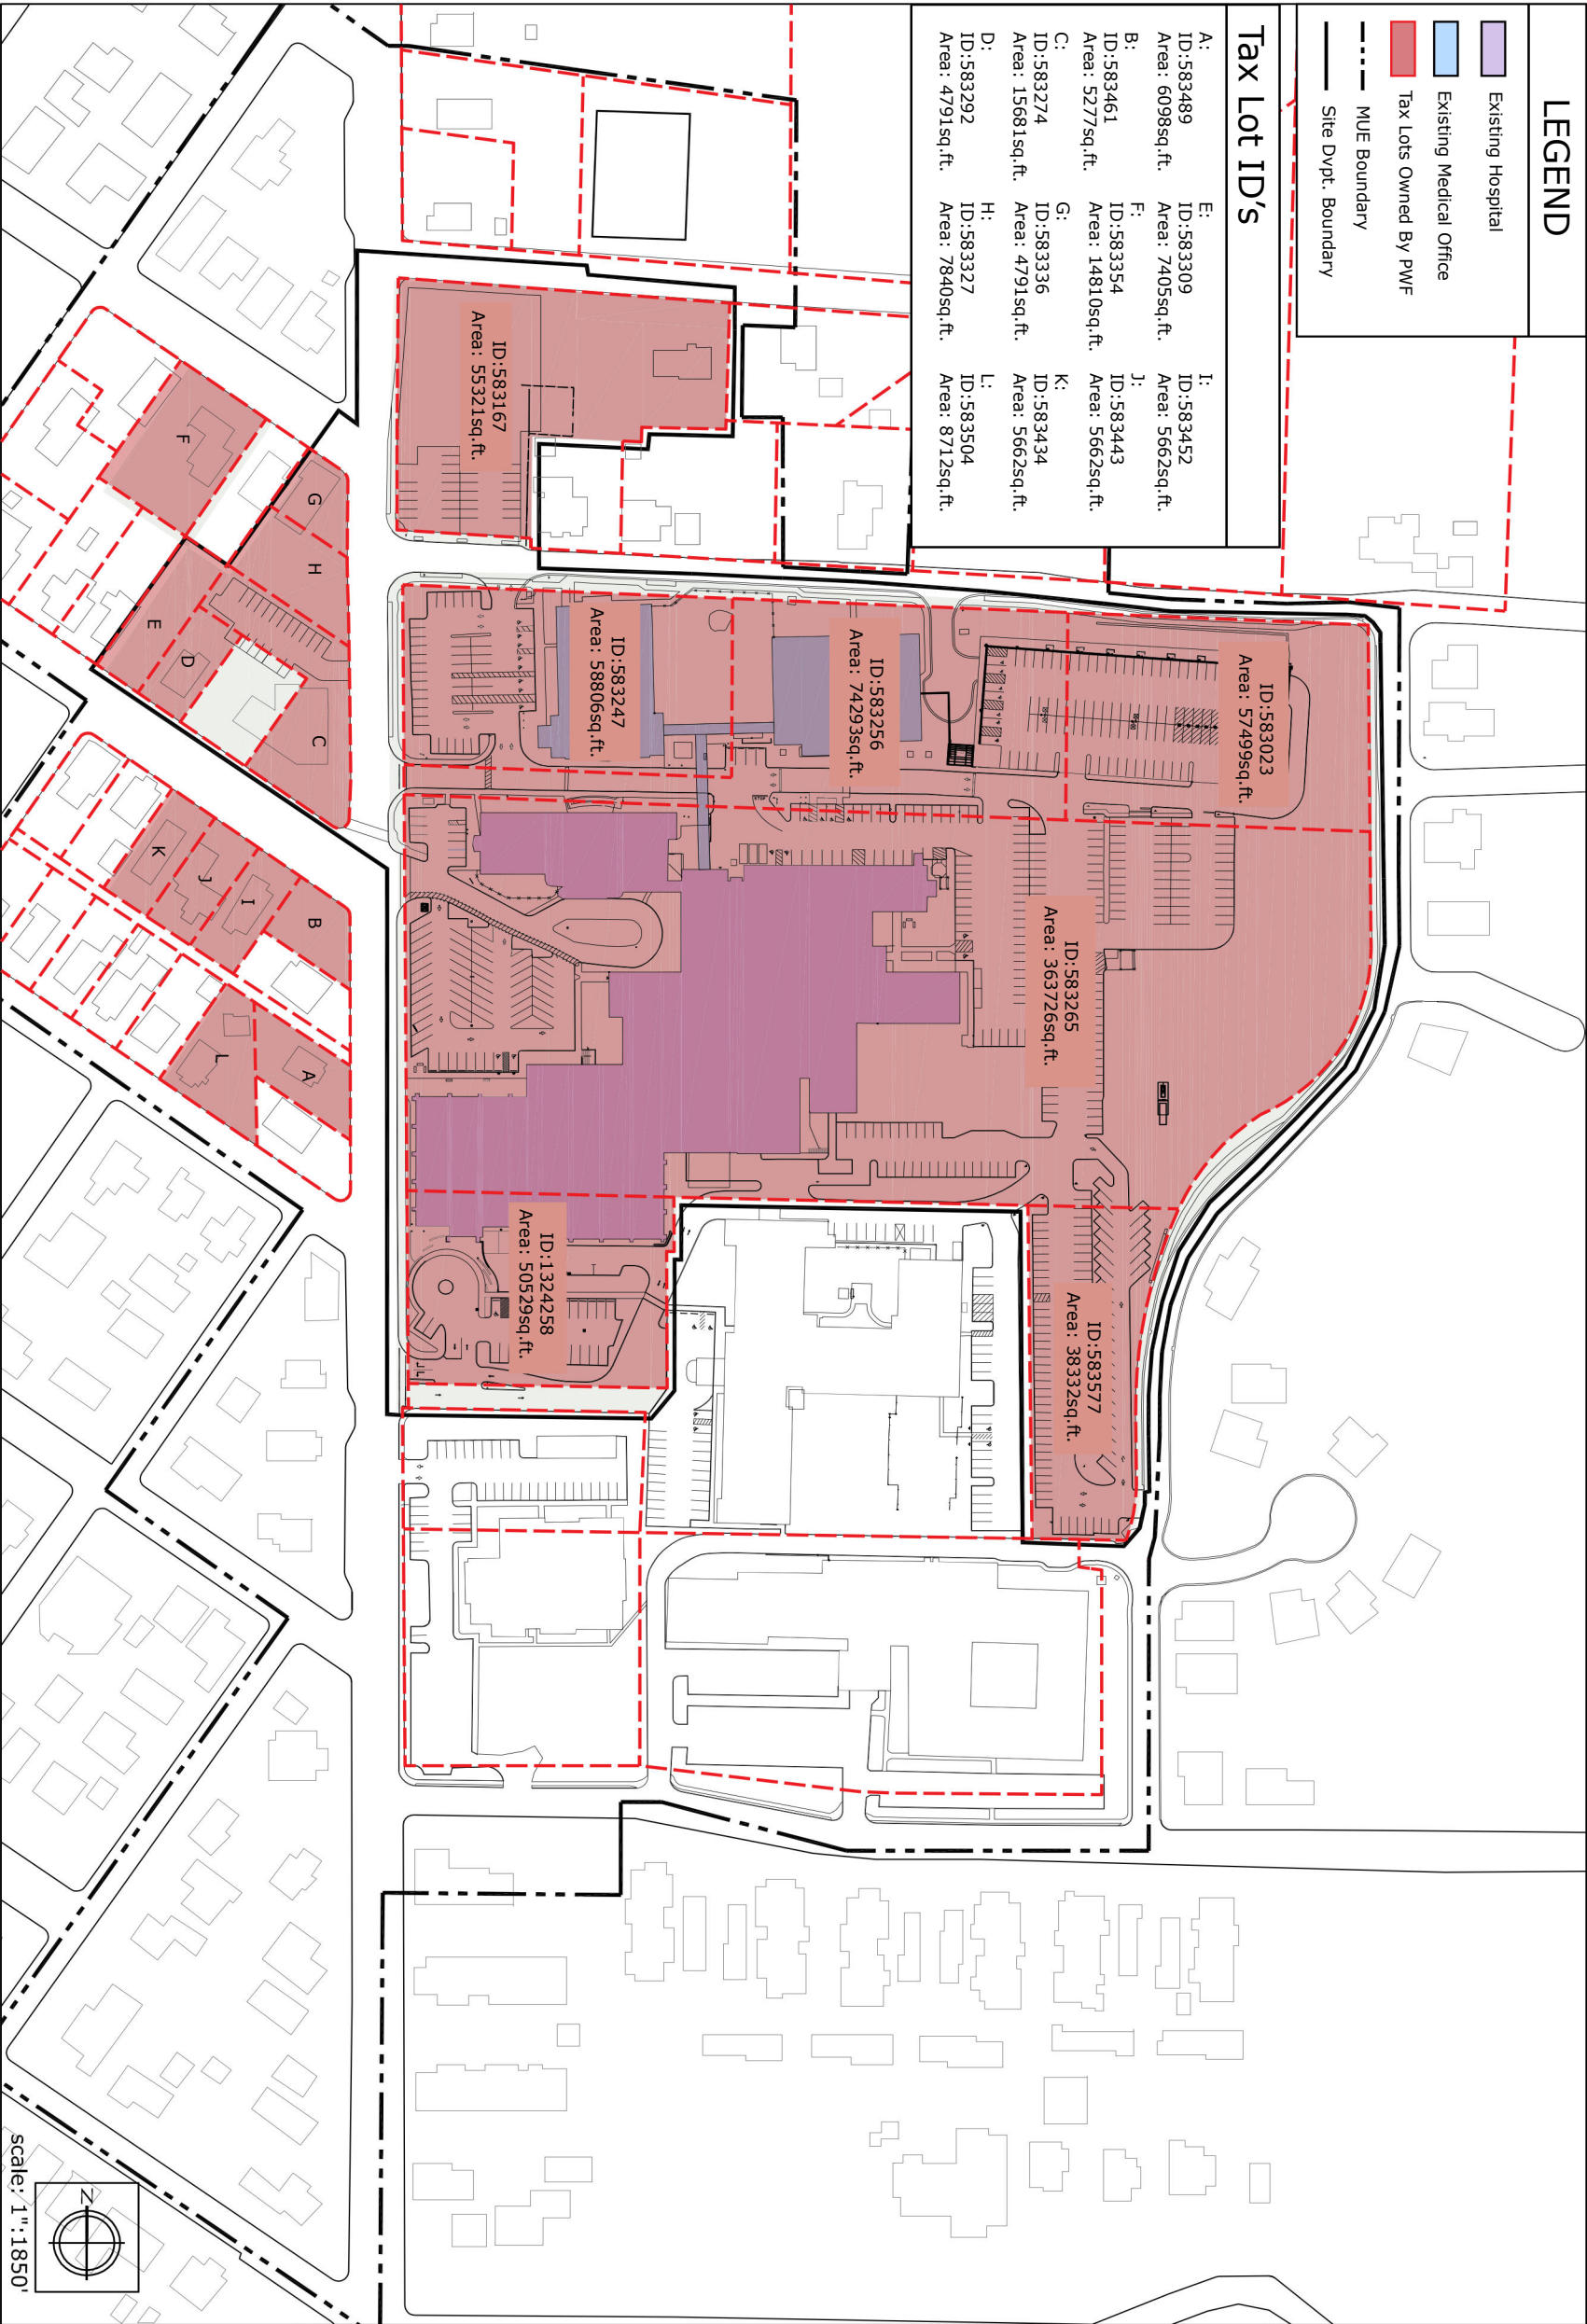 LEGEND
Existing Hospital
Existing Medical Office
Tax Lots Owned By PWF
MUE Boundary
Site Dvpt. Boundary
Tax Lot ID's
A:
ID:583489
Area: 6098sq.ft.
B:
ID:583461
Area: 5277sq.ft.
C:
ID:583274
Area: 15681sq.ft.
D:
ID:583292
Area: 4791sq.ft.
E:
ID:583309
Area: 7405sq.ft.
F:
ID:583354
Area: 14810sq.ft.
G:
ID:583336
Area: 4791sq.ft.
H:
ID:583327
Area: 7840sq.ft.
I:
ID:583452
Area: 5662sq.ft.
J:
ID:583443
Area: 5662sq.ft.
K:
ID:583434
Area: 5662sq.ft.
L:
ID:583504
Area: 8712sq.ft.
ID:583023
Area: 57499sq.ft.
ID:583256
Area: 74293sq.ft.
ID:583247
Area: 58806sq.ft.
ID:583167
Area: 55321sq.ft.
ID:583265
Area: 363726sq.ft.
ID:583577
Area: 38332sq.ft.
ID:1324258
Area: 50529sq.ft.
STOP
F
G
H
E
D
C
K
J
I
B
L
A
N
scale: 1":1850'